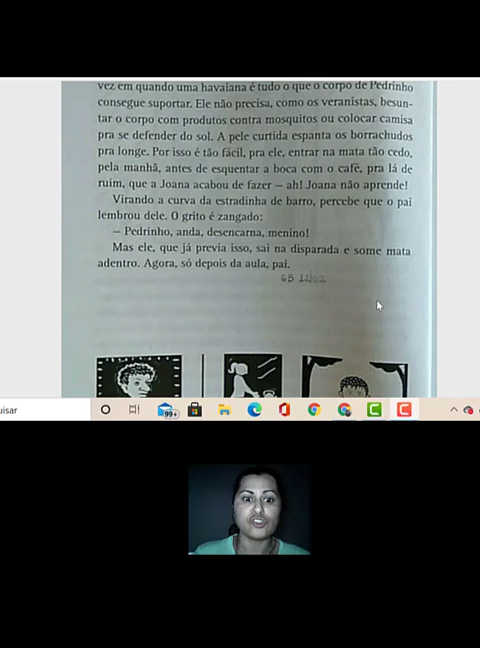 vez em quando uma havaiana é tudo o que o corpo de Pedrinho
consegue suportar. Ele não precisa, como os veranistas, besun-
tar o corpo com produtos contra mosquitos ou colocar camisa
pra se defender do sol. A pele curtida espanta os borrachudos
pra longe. Por isso é tão fácil, pra ele, entrar na mata tão cedo,
pela manhã, antes de esquentar a boca com o café, pra lá de
ruim, que a Joana acabou de fazer — ah! Joana não aprende!
Virando a curva da estradinha de barro, percebe que o pai
lembrou dele. O grito é zangado:
— Pedrinho, anda, desencarna, menino!
Mas ele, que já previa isso, sai na disparada e some mata
adentro. Agora, só depois da aula, pai.
6B
uisar
99+